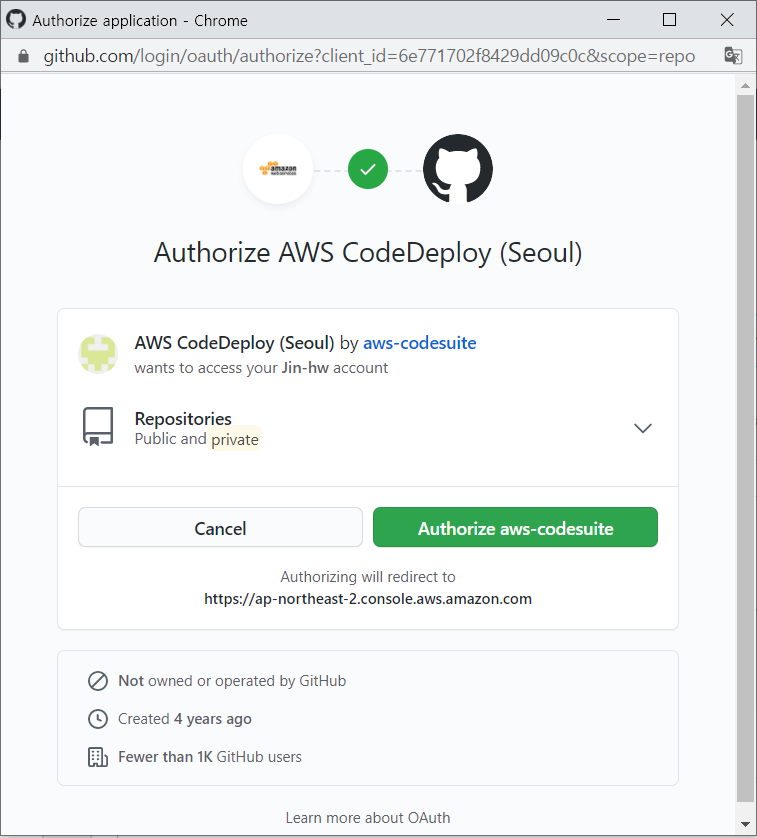 Authorize application - Chrome
github.com/login/oauth/authorize?client_id=6e771702f8429dd09c0c&scope=repo
amazon
web services
Authorize AWS CodeDeploy (Seoul)
AWS CodeDeploy (Seoul) by aws-codesuite
wants to access your Jin-hw account
Repositories
Public and private
Cancel
Authorize aws-codesuite
Authorizing will redirect to
https://ap-northeast-2.console.aws.amazon.com
Not owned or operated by GitHub
Created 4 years ago
Fewer than 1K GitHub users
Learn more about OAuth